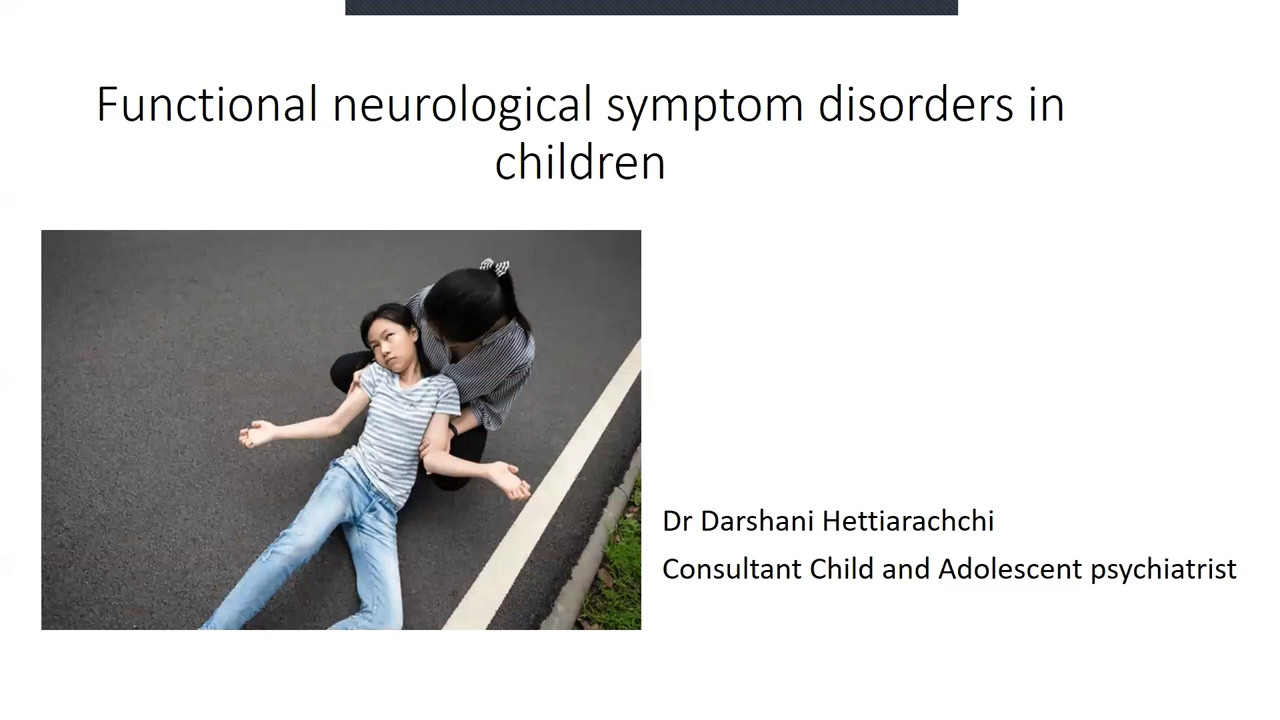 Functional neurological symptom disorders in
children
Dr Darshani Hettiarachchi
Consultant Child and Adolescent psychiatrist